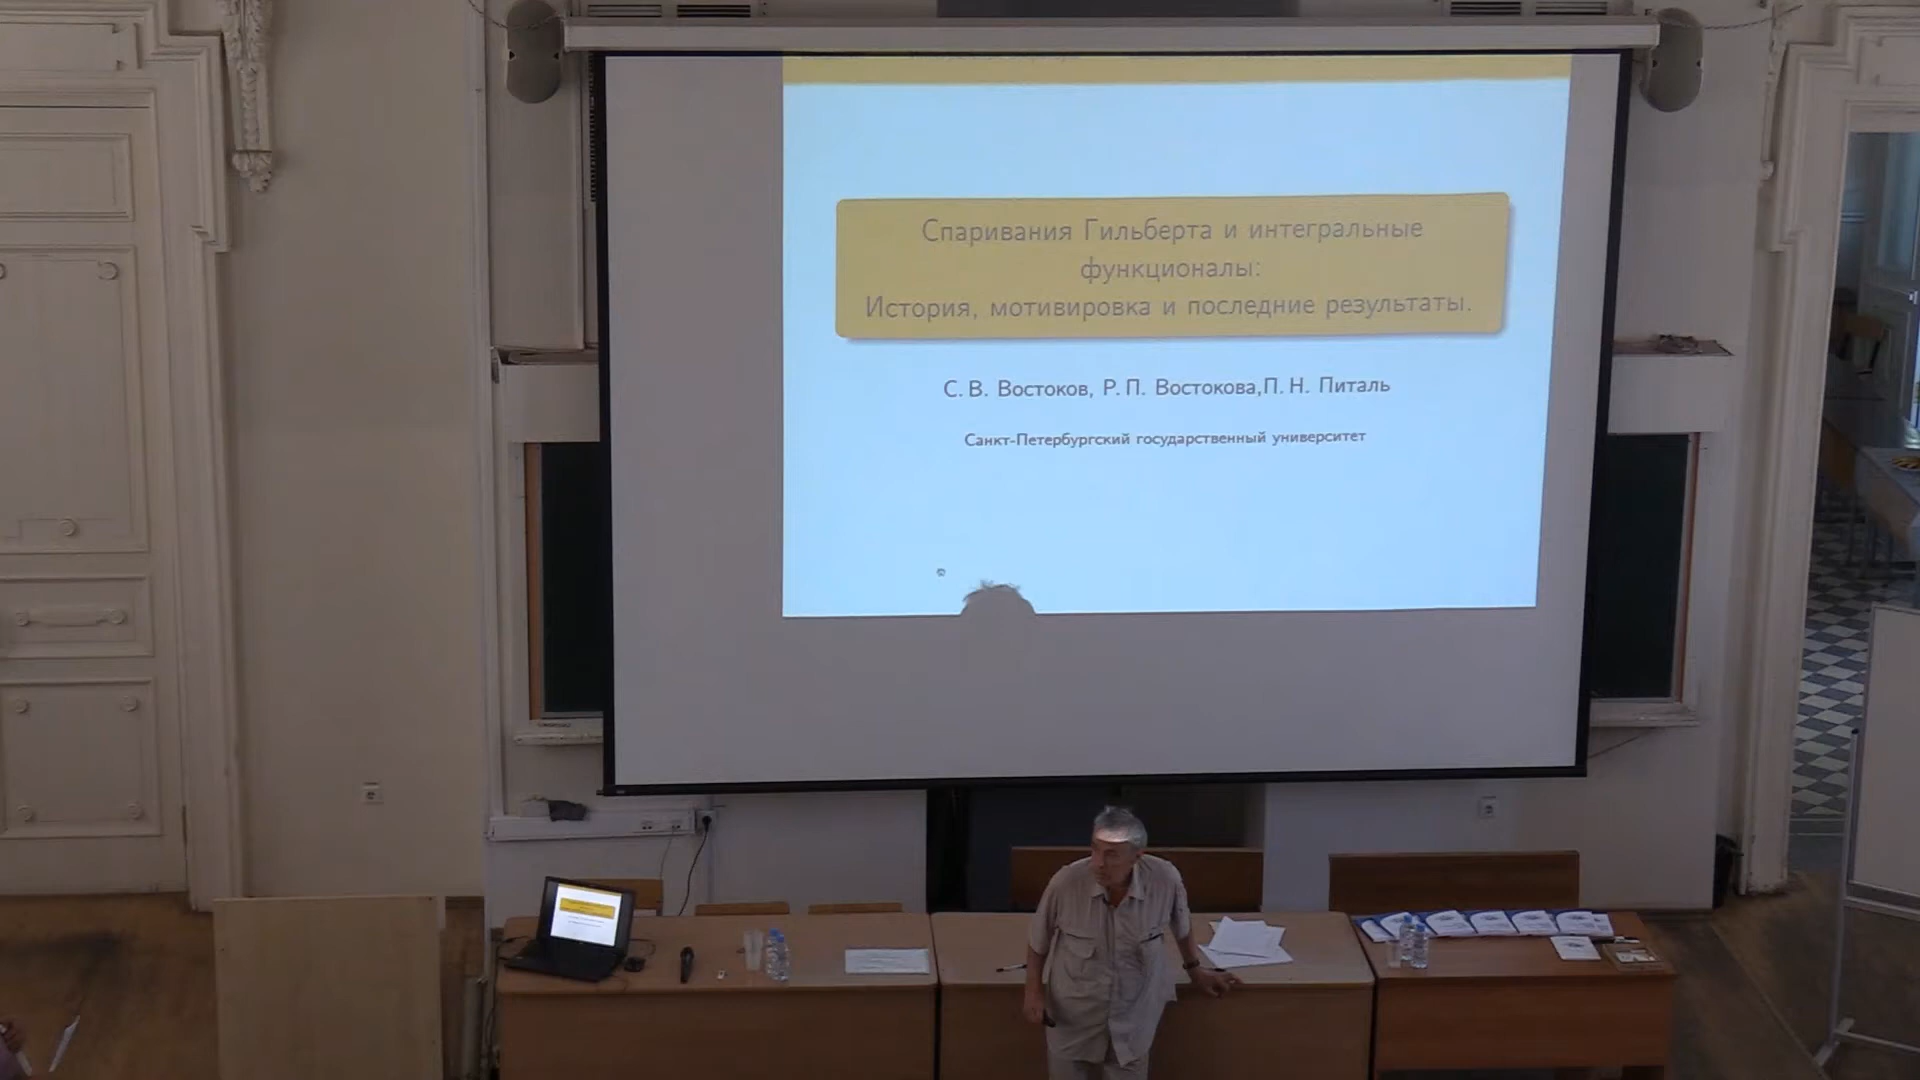 Спаривания Гильберта и интегральные
функционалы:
История, мотивировка и последние результаты.
С. В. Востоков, Р. П. Востокова,П. Н. Питаль
Санкт-Петербургский государственный университет